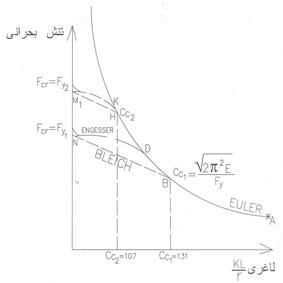 تنش بحرانی
Fcr=Fy2
M1
K
H
Cc2
Fcr=Fy1
N
ENGESSER
D
BLEICH
B
Cc1= √2π²E / Fy
EULER
A
Cc2=107
Cc1=131
KL/r لاغری